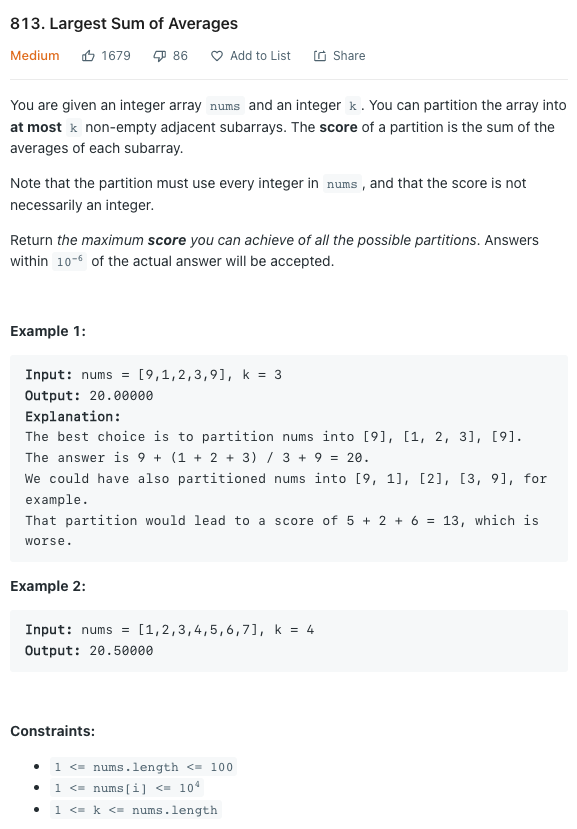 813. Largest Sum of Averages
Medium 1679 86 Add to List Share
You are given an integer array nums and an integer k . You can partition the array into
at most k non-empty adjacent subarrays. The score of a partition is the sum of the
averages of each subarray.
Note that the partition must use every integer in nums , and that the score is not
necessarily an integer.
Return the maximum score you can achieve of all the possible partitions. Answers
within 10⁻⁶ of the actual answer will be accepted.
Example 1:
Input: nums = [9,1,2,3,9], k = 3
Output: 20.00000
Explanation:
The best choice is to partition nums into [9], [1, 2, 3], [9].
The answer is 9 + (1 + 2 + 3) / 3 + 9 = 20.
We could have also partitioned nums into [9, 1], [2], [3, 9], for
example.
That partition would lead to a score of 5 + 2 + 6 = 13, which is
worse.
Example 2:
Input: nums = [1,2,3,4,5,6,7], k = 4
Output: 20.50000
Constraints:
• 1 <= nums.length <= 100
• 1 <= nums[i] <= 10⁴
• 1 <= k <= nums.length